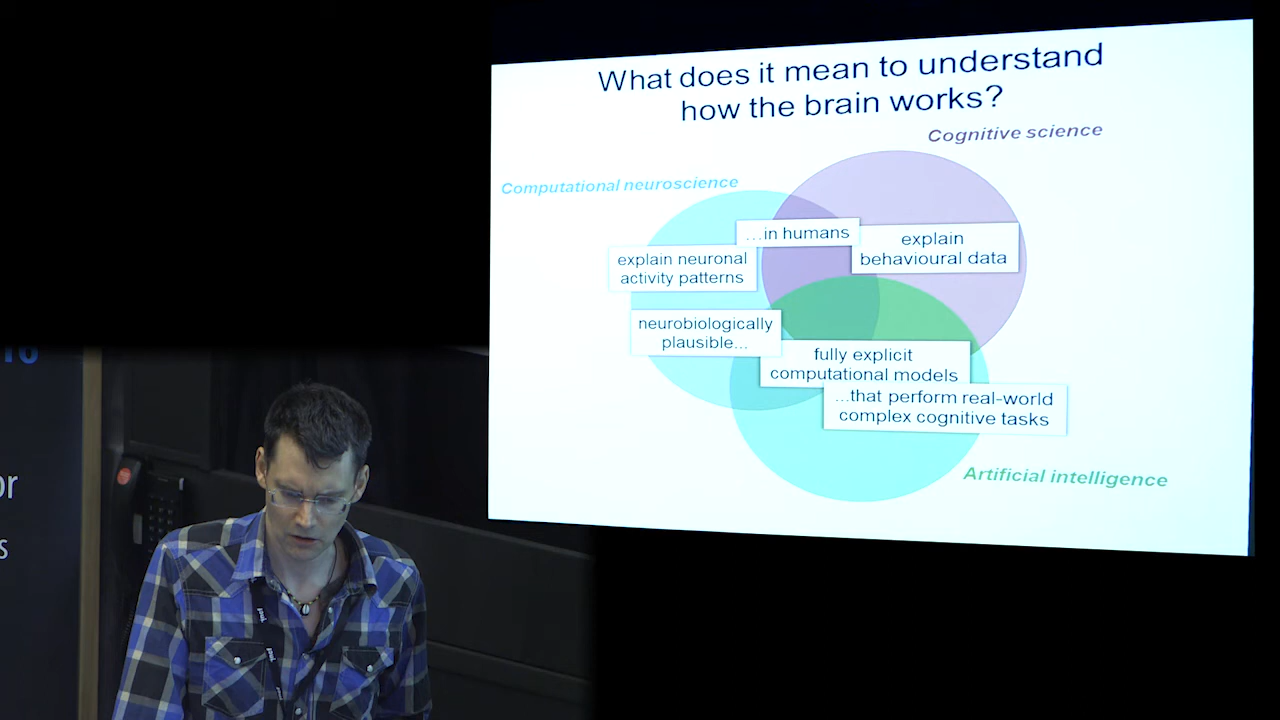 What does it mean to understand
how the brain works?
Cognitive science
Computational neuroscience
...in humans
explain
behavioural data
explain neuronal
activity patterns
neurobiologically
plausible...
fully explicit
computational models
...that perform real-world
complex cognitive tasks
Artificial intelligence